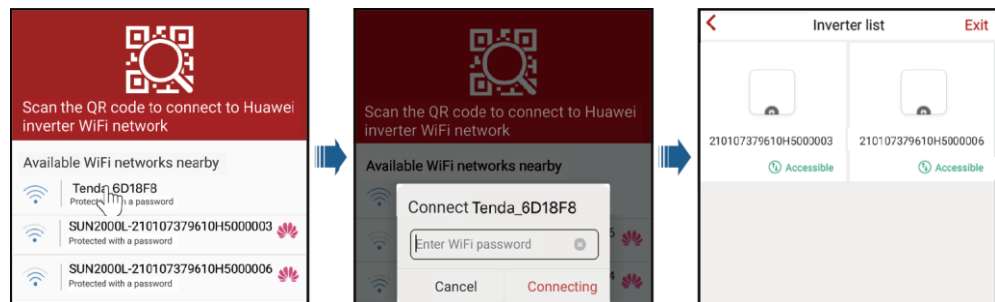 Scan the QR code to connect to Huawei
inverter WiFi network
Available WiFi networks nearby
Tenda_6D18F8
Protected with a password
SUN2000L-210107379610H5000003
Protected with a password
SUN2000L-210107379610H5000006
Protected with a password
Scan the QR code to connect to Huawei
inverter WiFi network
Available WiFi networks nearby
Connect Tenda_6D18F8
Enter WiFi password
6
4
Cancel Connecting
Inverter list Exit
210107379610H5000003 210107379610H5000006
Accessible Accessible